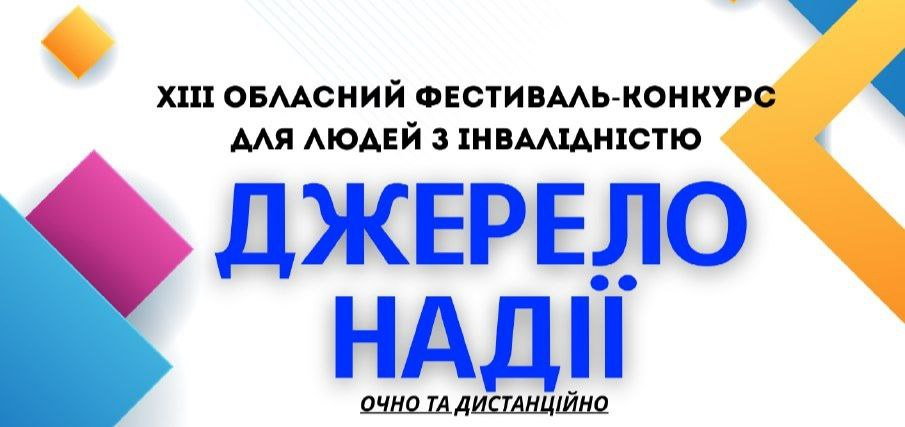 XIII ОБЛАСНИЙ ФЕСТИВАЛЬ-КОНКУРС
ДЛЯ ЛЮДЕЙ З ІНВАЛІДНІСТЮ
ДЖЕРЕЛО
НАДІЇ
ОЧНО ТА ДИСТАНЦІЙНО